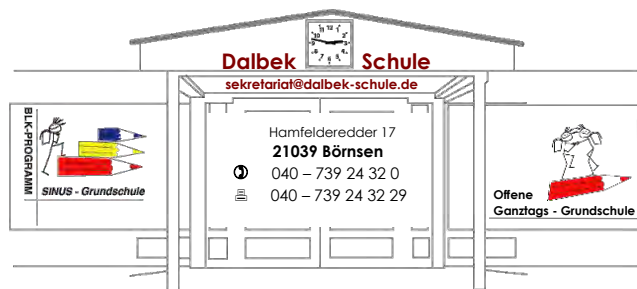 Dalbek Schule
sekretariat@dalbek-schule.de
BLK-PROGRAMM
SINUS - Grundschule
Hamfelderedder 17
21039 Börnsen
040 – 739 24 32 0
040 – 739 24 32 29
Offene
Ganztags - Grundschule